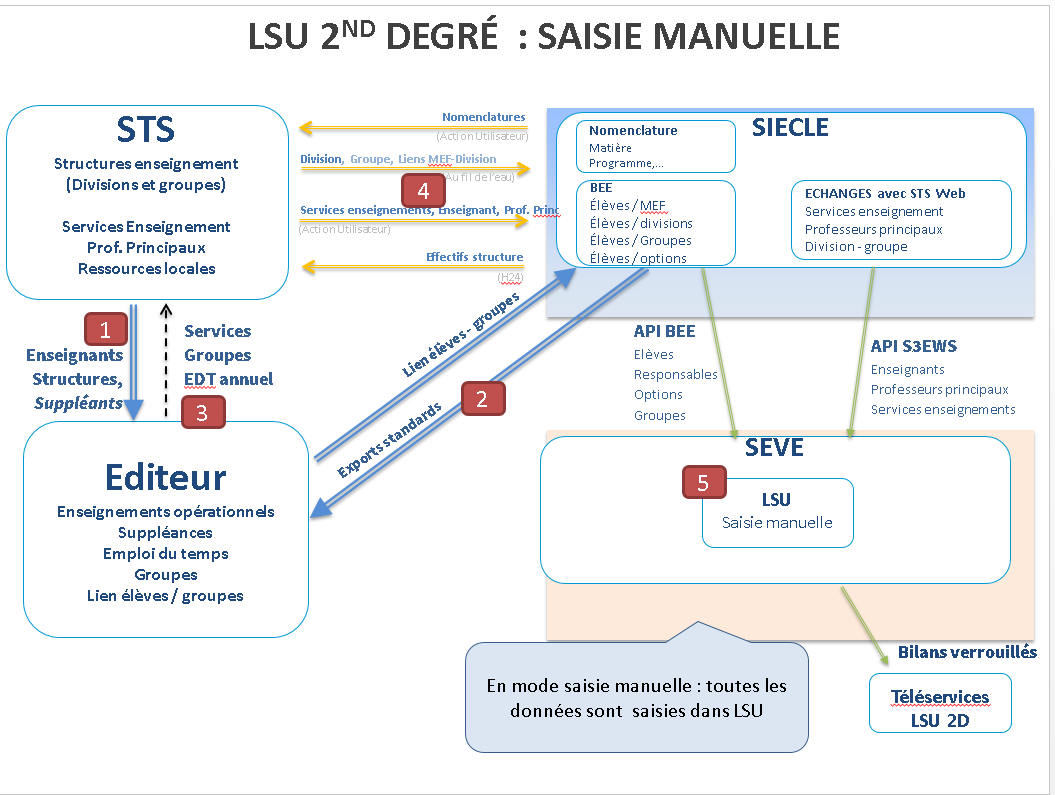 LSU 2ND DEGRÉ : SAISIE MANUELLE
STS
Structures enseignement
(Divisions et groupes)
Services Enseignement
Prof. Principaux
Ressources locales
Nomenclatures
(Action Utilisateur)
Division, Groupe, Liens MEF-Division
Au fil de l'eau)
4
Services enseignements, Enseignant, Prof. Princ
(Action Utilisateur)
Effectifs structure
(H24)
SIECLE
Nomenclature
Matière
Programme,...
BEE
Élèves / MEF
Élèves / divisions
Élèves / Groupes
Élèves / options
ECHANGES avec STS Web
Services enseignement
Professeurs principaux
Division - groupe
1
Enseignants
Structures,
Suppléants
Services
Groupes
EDT annuel
3
Lien élèves - groupes
2
Exports standards
API BEE
Elèves
Responsables
Options
Groupes
API S3EWS
Enseignants
Professeurs principaux
Services enseignements
Editeur
Enseignements opérationnels
Suppléances
Emploi du temps
Groupes
Lien élèves / groupes
SEVE
5
LSU
Saisie manuelle
En mode saisie manuelle : toutes les
données sont saisies dans LSU
Bilans verrouillés
Téléservices
LSU 2D